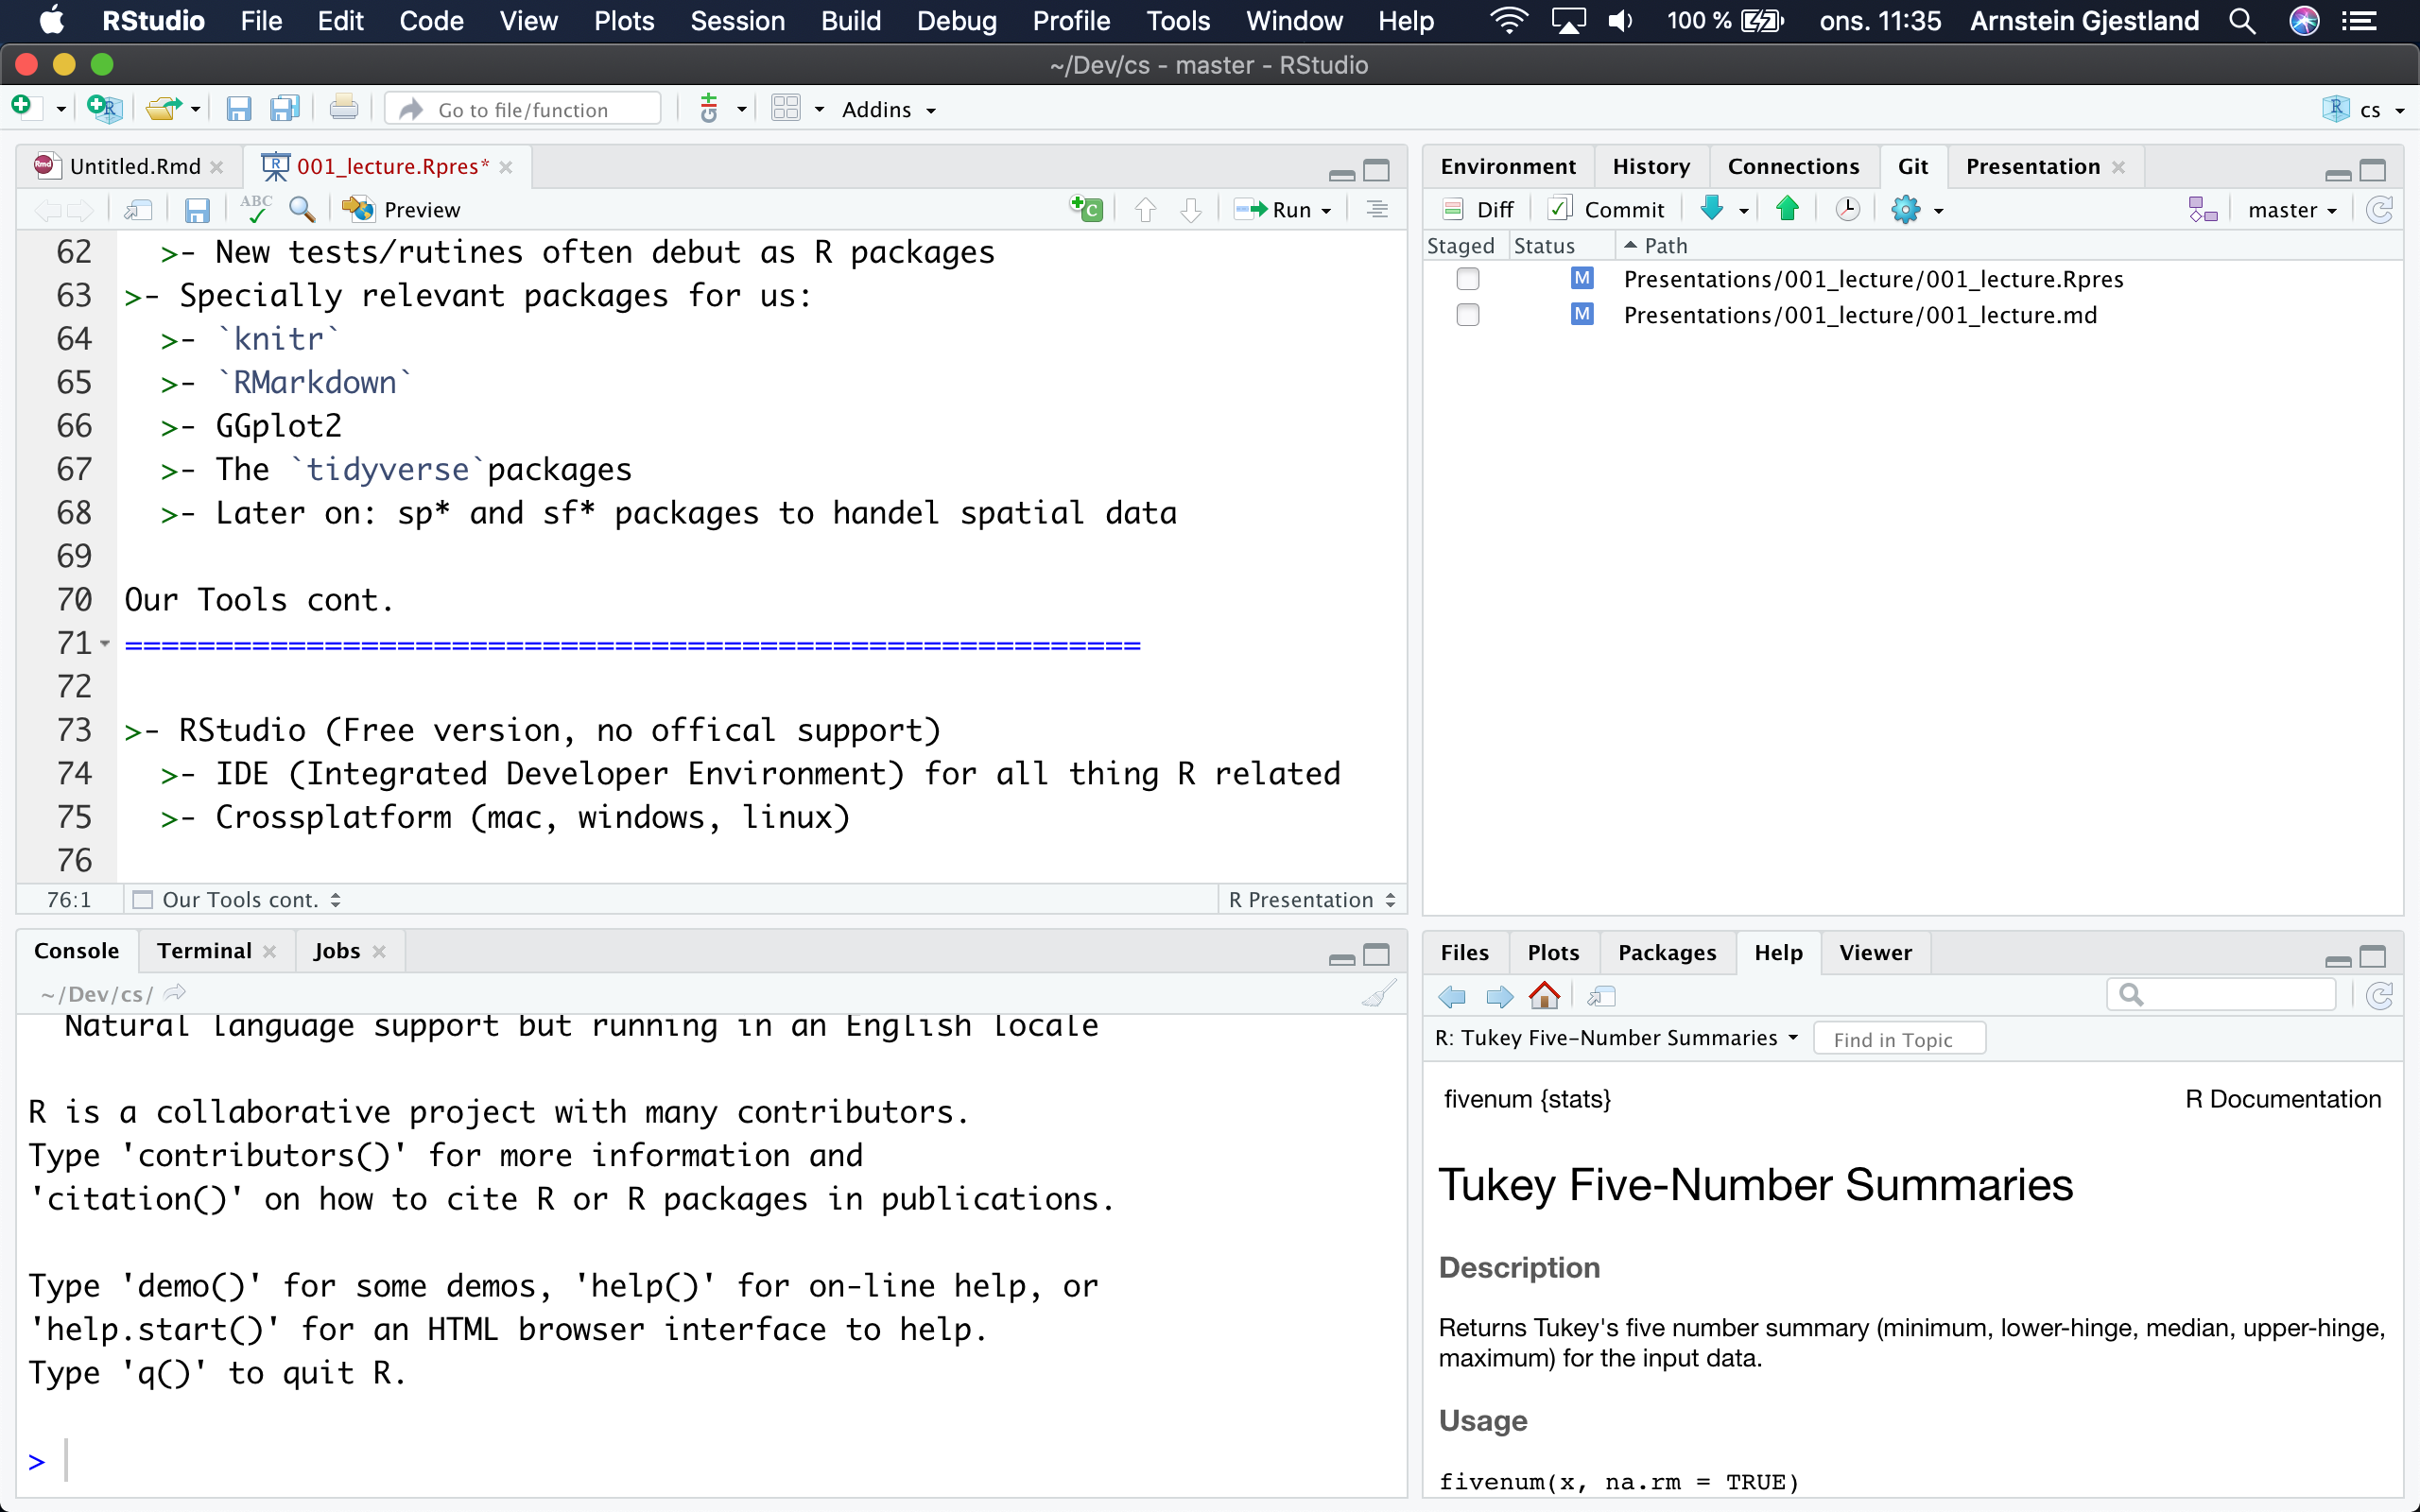 RStudio File Edit Code View Plots Session Build Debug Profile Tools Window Help 100 % ons. 11:35 Arnstein Gjestland
~/Dev/cs - master - RStudio
Go to file/function Addins cs
Untitled.Rmd 001_lecture.Rpres*
ABC Preview Run
62 >- New tests/rutines often debut as R packages
63 >- Specially relevant packages for us:
64 >- `knitr`
65 >- `RMarkdown`
66 >- GGplot2
67 >- The `tidyverse`packages
68 >- Later on: sp* and sf* packages to handel spatial data
69
70 Our Tools cont.
71 ========================================================
72
73 >- RStudio (Free version, no offical support)
74 >- IDE (Integrated Developer Environment) for all thing R related
75 >- Crossplatform (mac, windows, linux)
76
76:1 Our Tools cont. R Presentation
Console Terminal Jobs
~/Dev/cs/
Natural language support but running in an English locale
R is a collaborative project with many contributors.
Type 'contributors()' for more information and
'citation()' on how to cite R or R packages in publications.
Type 'demo()' for some demos, 'help()' for on-line help, or
'help.start()' for an HTML browser interface to help.
Type 'q()' to quit R.
>
Environment History Connections Git Presentation
Diff Commit master
Staged Status Path
M Presentations/001_lecture/001_lecture.Rpres
M Presentations/001_lecture/001_lecture.md
Files Plots Packages Help Viewer
R: Tukey Five-Number Summaries Find in Topic
fivenum {stats} R Documentation
Tukey Five-Number Summaries
Description
Returns Tukey's five number summary (minimum, lower-hinge, median, upper-hinge,
maximum) for the input data.
Usage
fivenum(x, na.rm = TRUE)